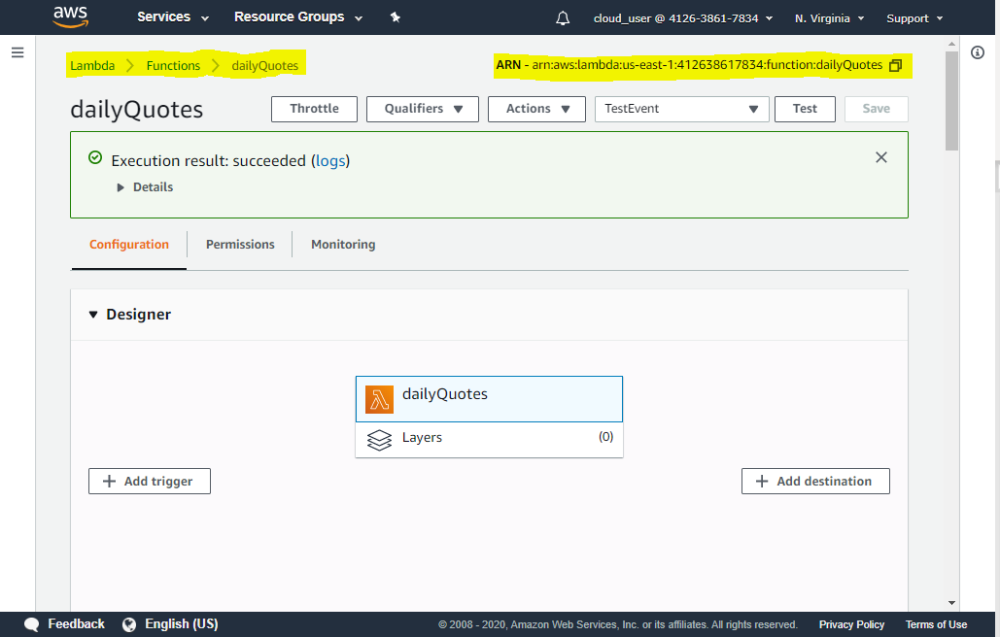 aws Services Resource Groups cloud_user @ 4126-3861-7834 N. Virginia Support
Lambda Functions dailyQuotes ARN - arn:aws:lambda:us-east-1:412638617834:function:dailyQuotes
dailyQuotes Throttle Qualifiers Actions TestEvent Test Save
Execution result: succeeded (logs)
Details
Configuration Permissions Monitoring
Designer
dailyQuotes
Layers (0)
Add trigger Add destination
Feedback English (US) © 2008 - 2020, Amazon Web Services, Inc. or its affiliates. All rights reserved. Privacy Policy Terms of Use